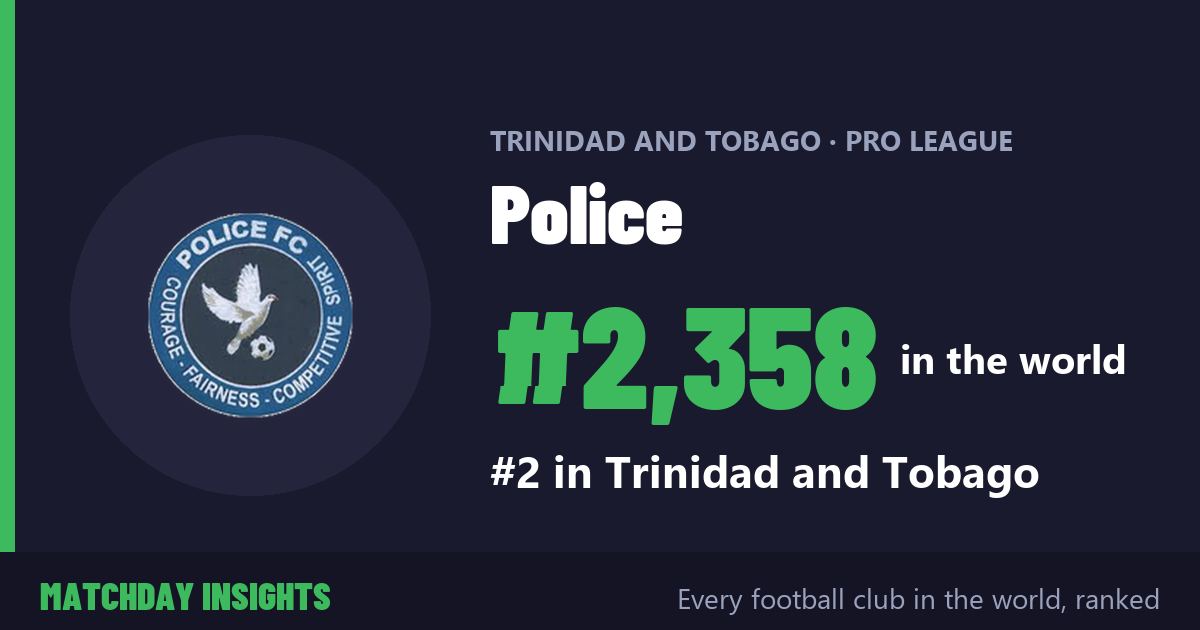 TRINIDAD AND TOBAGO · PRO LEAGUE
Police
POLICE FC
COURAGE - FAIRNESS - COMPETITIVE SPIRIT
#2,358 in the world
#2 in Trinidad and Tobago
MATCHDAY INSIGHTS
Every football club in the world, ranked